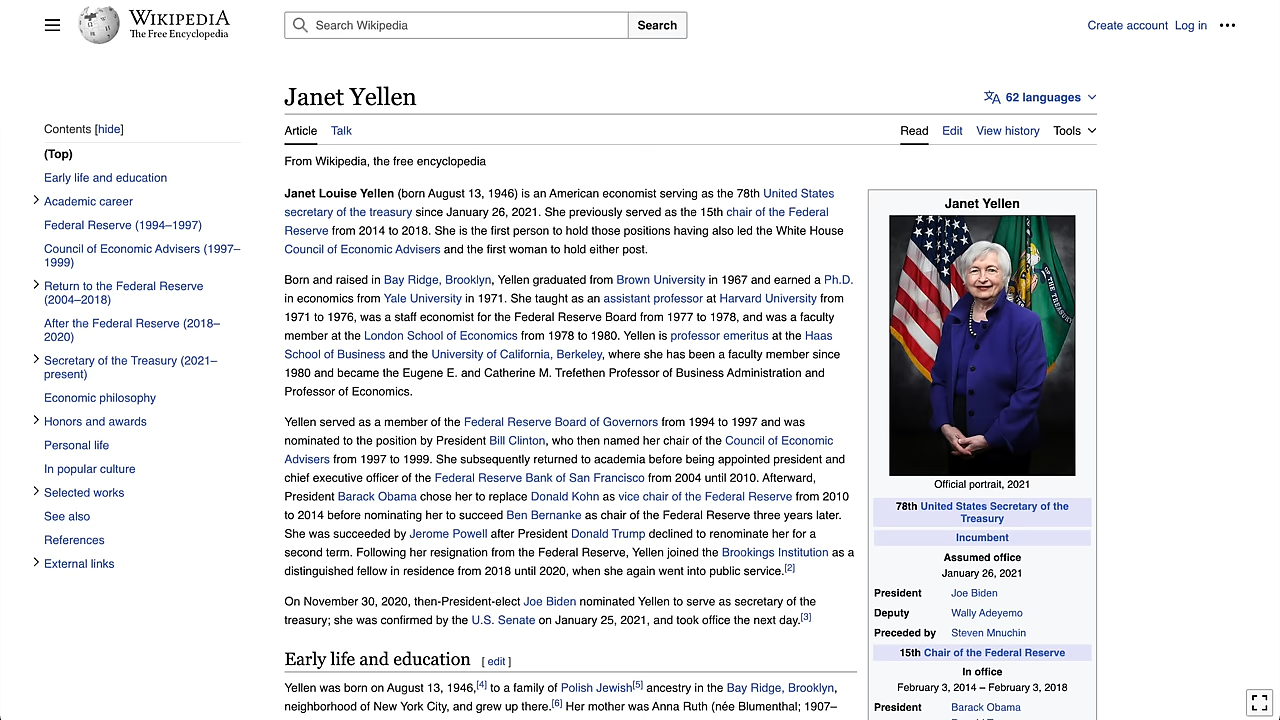 WIKIPEDIA
The Free Encyclopedia
Search Wikipedia
Search
Create account Log in
Janet Yellen
62 languages
Article Talk
Read Edit View history Tools
From Wikipedia, the free encyclopedia
Contents [hide]
(Top)
Early life and education
Academic career
Federal Reserve (1994–1997)
Council of Economic Advisers (1997–
1999)
Return to the Federal Reserve
(2004–2018)
After the Federal Reserve (2018–
2020)
Secretary of the Treasury (2021–
present)
Economic philosophy
Honors and awards
Personal life
In popular culture
Selected works
See also
References
External links
Janet Louise Yellen (born August 13, 1946) is an American economist serving as the 78th United States
secretary of the treasury since January 26, 2021. She previously served as the 15th chair of the Federal
Reserve from 2014 to 2018. She is the first person to hold those positions having also led the White House
Council of Economic Advisers and the first woman to hold either post.
Born and raised in Bay Ridge, Brooklyn, Yellen graduated from Brown University in 1967 and earned a Ph.D.
in economics from Yale University in 1971. She taught as an assistant professor at Harvard University from
1971 to 1976, was a staff economist for the Federal Reserve Board from 1977 to 1978, and was a faculty
member at the London School of Economics from 1978 to 1980. Yellen is professor emeritus at the Haas
School of Business and the University of California, Berkeley, where she has been a faculty member since
1980 and became the Eugene E. and Catherine M. Trefethen Professor of Business Administration and
Professor of Economics.
Yellen served as a member of the Federal Reserve Board of Governors from 1994 to 1997 and was
nominated to the position by President Bill Clinton, who then named her chair of the Council of Economic
Advisers from 1997 to 1999. She subsequently returned to academia before being appointed president and
chief executive officer of the Federal Reserve Bank of San Francisco from 2004 until 2010. Afterward,
President Barack Obama chose her to replace Donald Kohn as vice chair of the Federal Reserve from 2010
to 2014 before nominating her to succeed Ben Bernanke as chair of the Federal Reserve three years later.
She was succeeded by Jerome Powell after President Donald Trump declined to renominate her for a
second term. Following her resignation from the Federal Reserve, Yellen joined the Brookings Institution as a
distinguished fellow in residence from 2018 until 2020, when she again went into public service.[2]
On November 30, 2020, then-President-elect Joe Biden nominated Yellen to serve as secretary of the
treasury; she was confirmed by the U.S. Senate on January 25, 2021, and took office the next day.[3]
Early life and education [ edit ]
Yellen was born on August 13, 1946,[4] to a family of Polish Jewish[5] ancestry in the Bay Ridge, Brooklyn,
neighborhood of New York City, and grew up there.[6] Her mother was Anna Ruth (née Blumenthal; 1907–
Janet Yellen
OF THE TREASURY
Official portrait, 2021
78th United States Secretary of the
Treasury
Incumbent
Assumed office
January 26, 2021
President Joe Biden
Deputy Wally Adeyemo
Preceded by Steven Mnuchin
15th Chair of the Federal Reserve
In office
February 3, 2014 – February 3, 2018
President Barack Obama